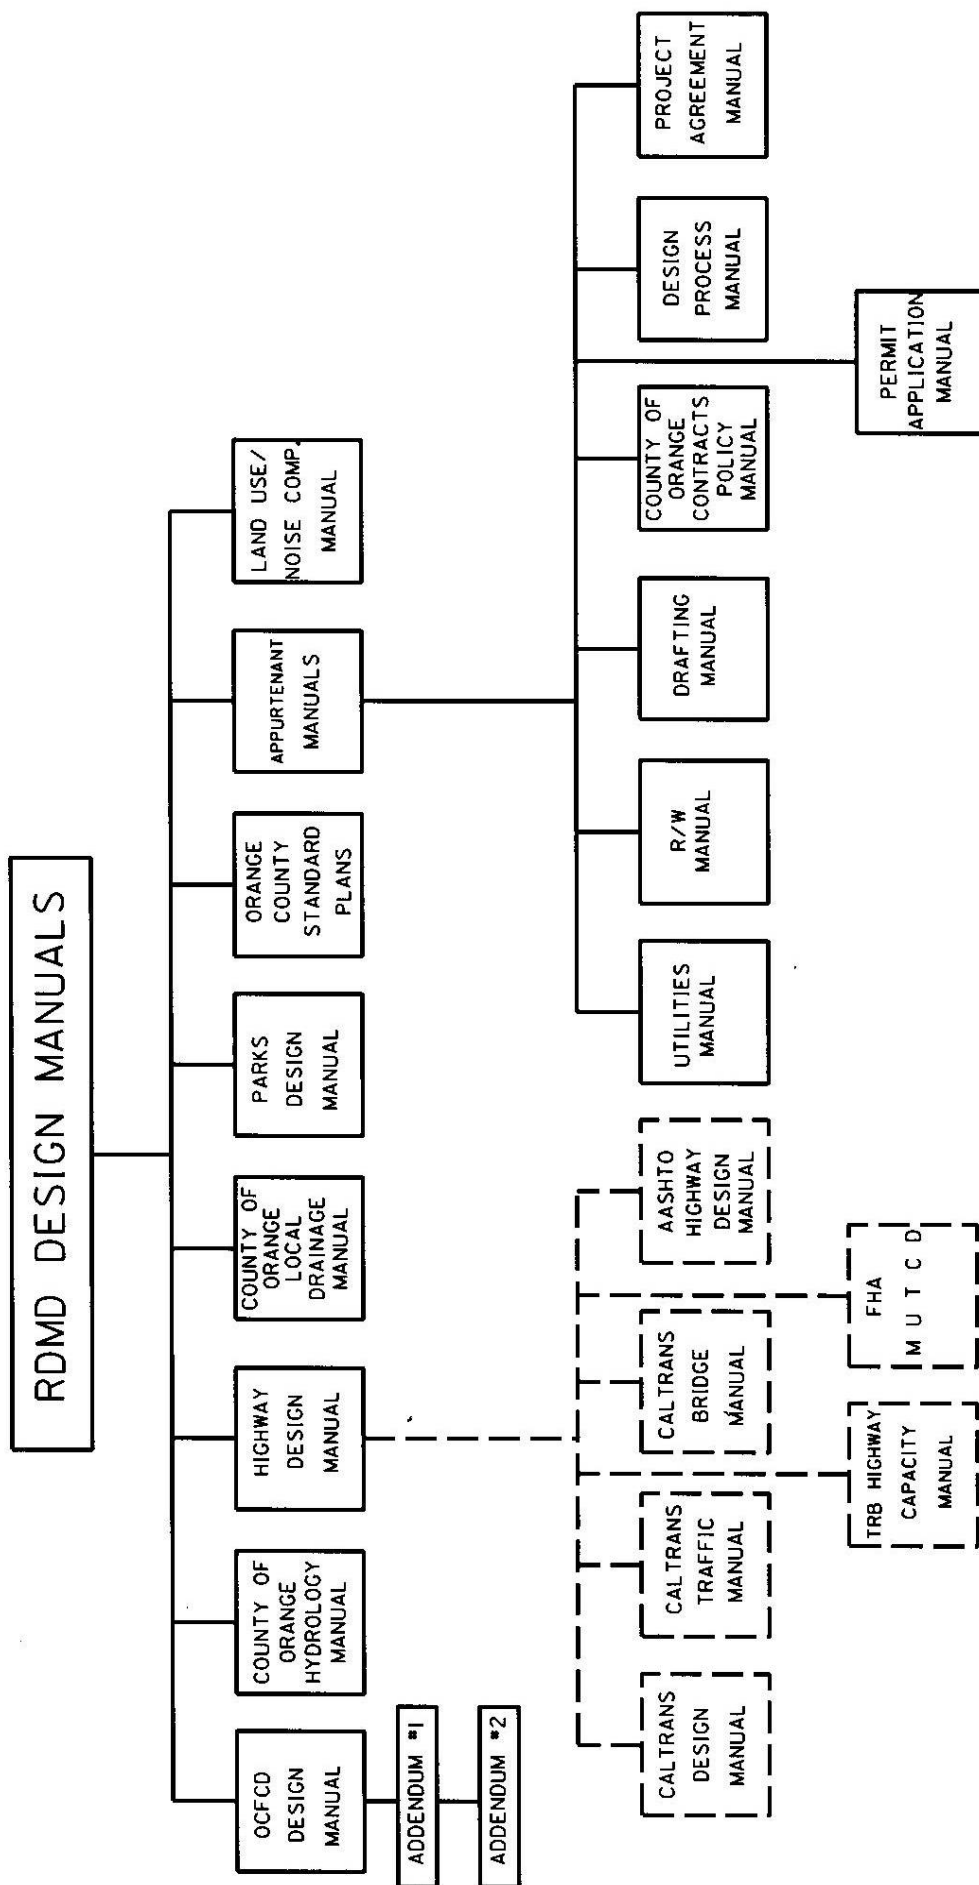 RDMD DESIGN MANUALS
OCFCD
DESIGN
MANUAL
COUNTY OF
ORANGE
HYDROLOGY
MANUAL
HIGHWAY
DESIGN
MANUAL
COUNTY OF
ORANGE
LOCAL
DRAINAGE
MANUAL
PARKS
DESIGN
MANUAL
ORANGE
COUNTY
STANDARD
PLANS
APPURTENANT
MANUALS
LAND USE/
NOISE COMP.
MANUAL
ADDENDUM #1
ADDENDUM #2
CALTRANS
DESIGN
MANUAL
CALTRANS
TRAFFIC
MANUAL
CALTRANS
BRIDGE
MANUAL
AASHTO
HIGHWAY
DESIGN
MANUAL
TRB HIGHWAY
CAPACITY
MANUAL
FHA
M U T C D
UTILITIES
MANUAL
R/W
MANUAL
DRAFTING
MANUAL
COUNTY OF
ORANGE
CONTRACTS
POLICY
MANUAL
DESIGN
PROCESS
MANUAL
PROJECT
AGREEMENT
MANUAL
PERMIT
APPLICATION
MANUAL